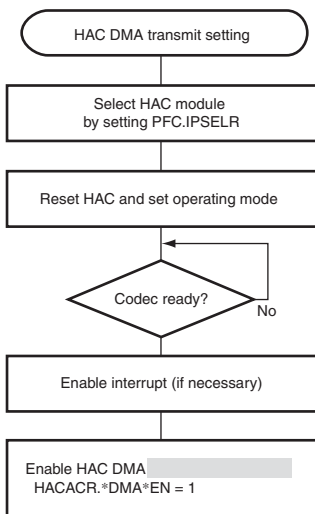 HAC DMA transmit setting
Select HAC module
by setting PFC.IPSELR
Reset HAC and set operating mode
Codec ready?
No
Enable interrupt (if necessary)
Enable HAC DMA
HACACR.*DMA*EN = 1